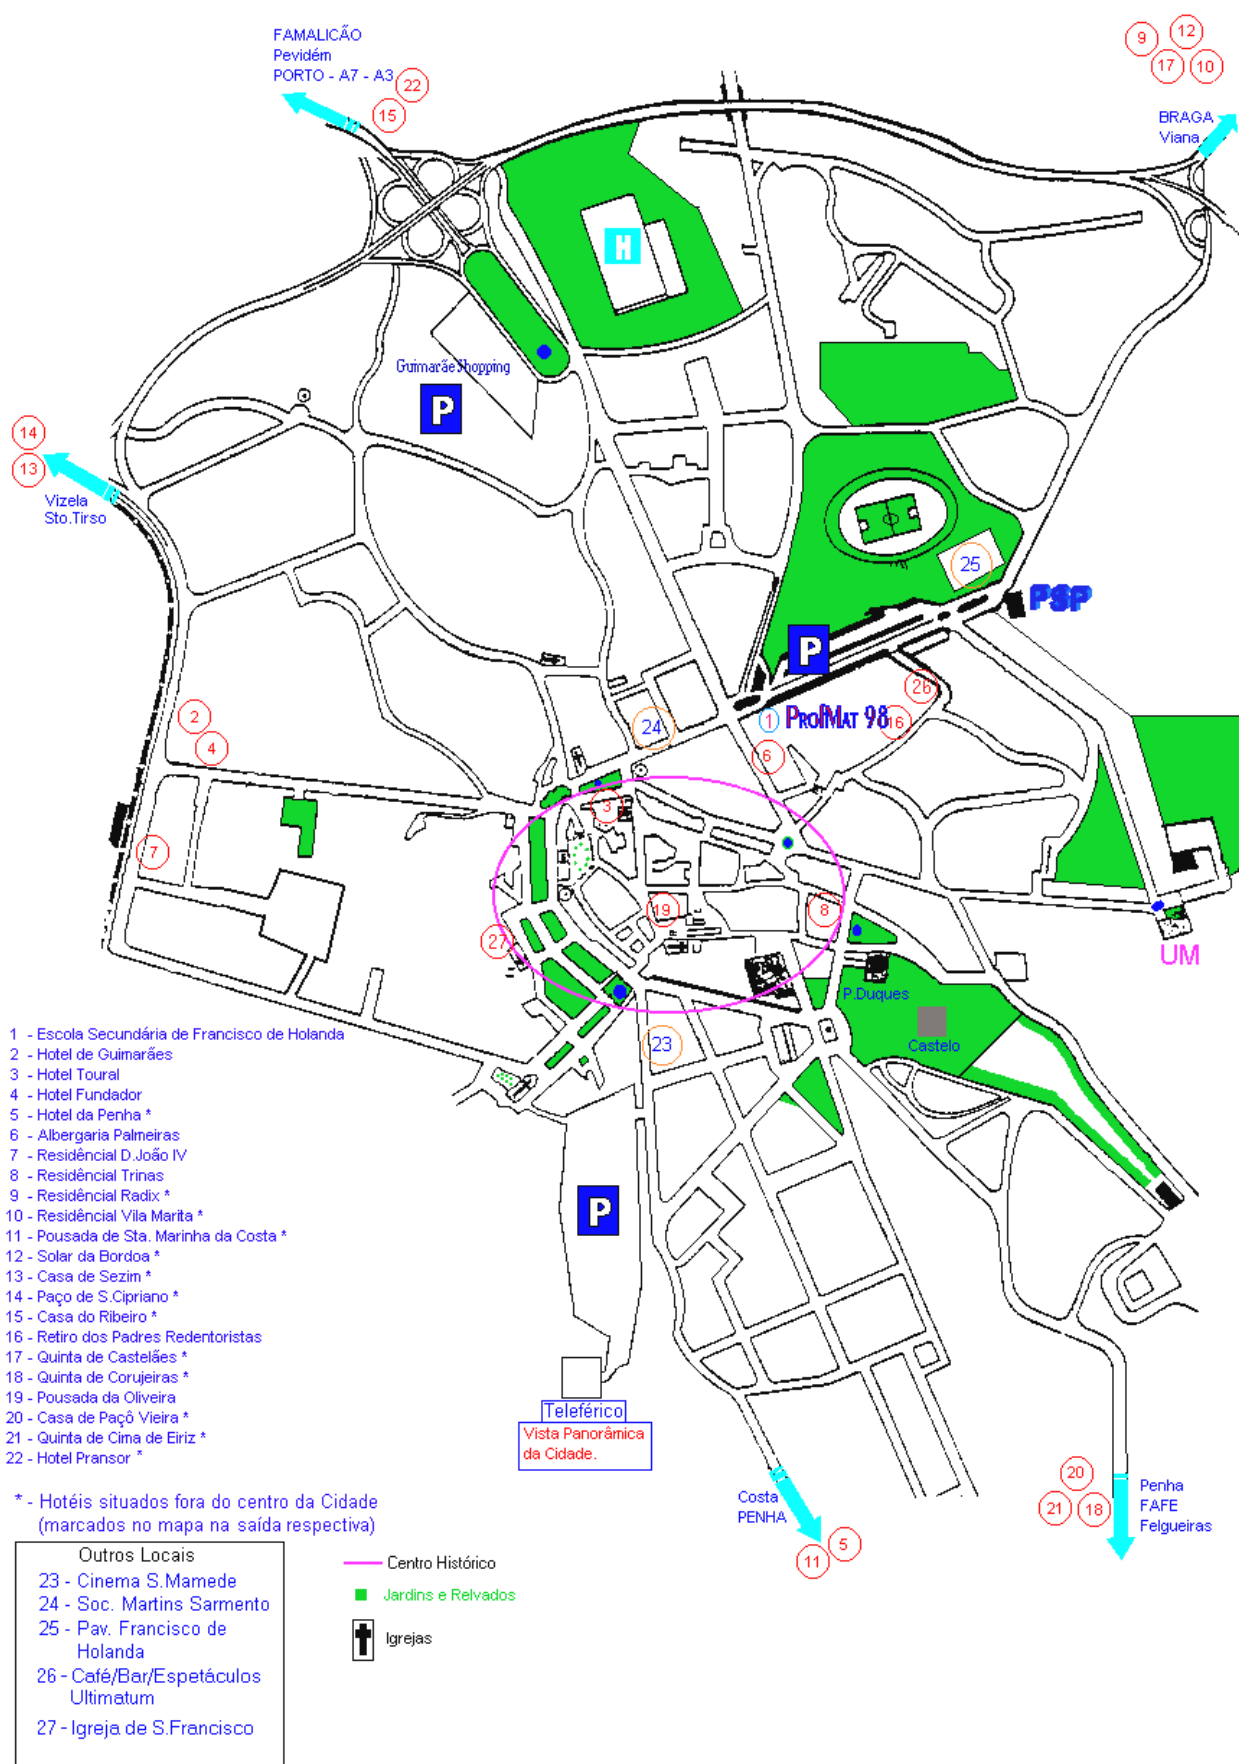 FAMALICÃO
Pevidém
PORTO - A7 - A3
22
15
9
12
17
10
BRAGA
Viana
H
GuimarãeShopping
P
14
13
Vizela
Sto.Tirso
25
PSP
P
26
2
4
24
1
PROfMAT 98
16
6
3
7
19
8
27
UM
P.Duques
Castelo
23
1 - Escola Secundária de Francisco de Holanda
2 - Hotel de Guimarães
3 - Hotel Toural
4 - Hotel Fundador
5 - Hotel da Penha *
6 - Albergaria Palmeiras
7 - Residêncial D.João IV
8 - Residêncial Trinas
9 - Residêncial Radix *
10 - Residêncial Vila Marita *
11 - Pousada de Sta. Marinha da Costa *
12 - Solar da Bordoa *
13 - Casa de Sezim *
14 - Paço de S.Cipriano *
15 - Casa do Ribeiro *
16 - Retiro dos Padres Redentoristas
17 - Quinta de Castelães *
18 - Quinta de Corujeiras *
19 - Pousada da Oliveira
20 - Casa de Paçô Vieira *
21 - Quinta de Cima de Eiriz *
22 - Hotel Pransor *
* - Hotéis situados fora do centro da Cidade
(marcados no mapa na saída respectiva)
P
Teleférico
Vista Panorâmica
da Cidade.
Costa
PENHA
5
11
20
21
18
Penha
FAFE
Felgueiras
Outros Locais
23 - Cinema S.Mamede
24 - Soc. Martins Sarmento
25 - Pav. Francisco de
Holanda
26 - Café/Bar/Espetáculos
Ultimatum
27 - Igreja de S.Francisco
Centro Histórico
Jardins e Relvados
Igrejas